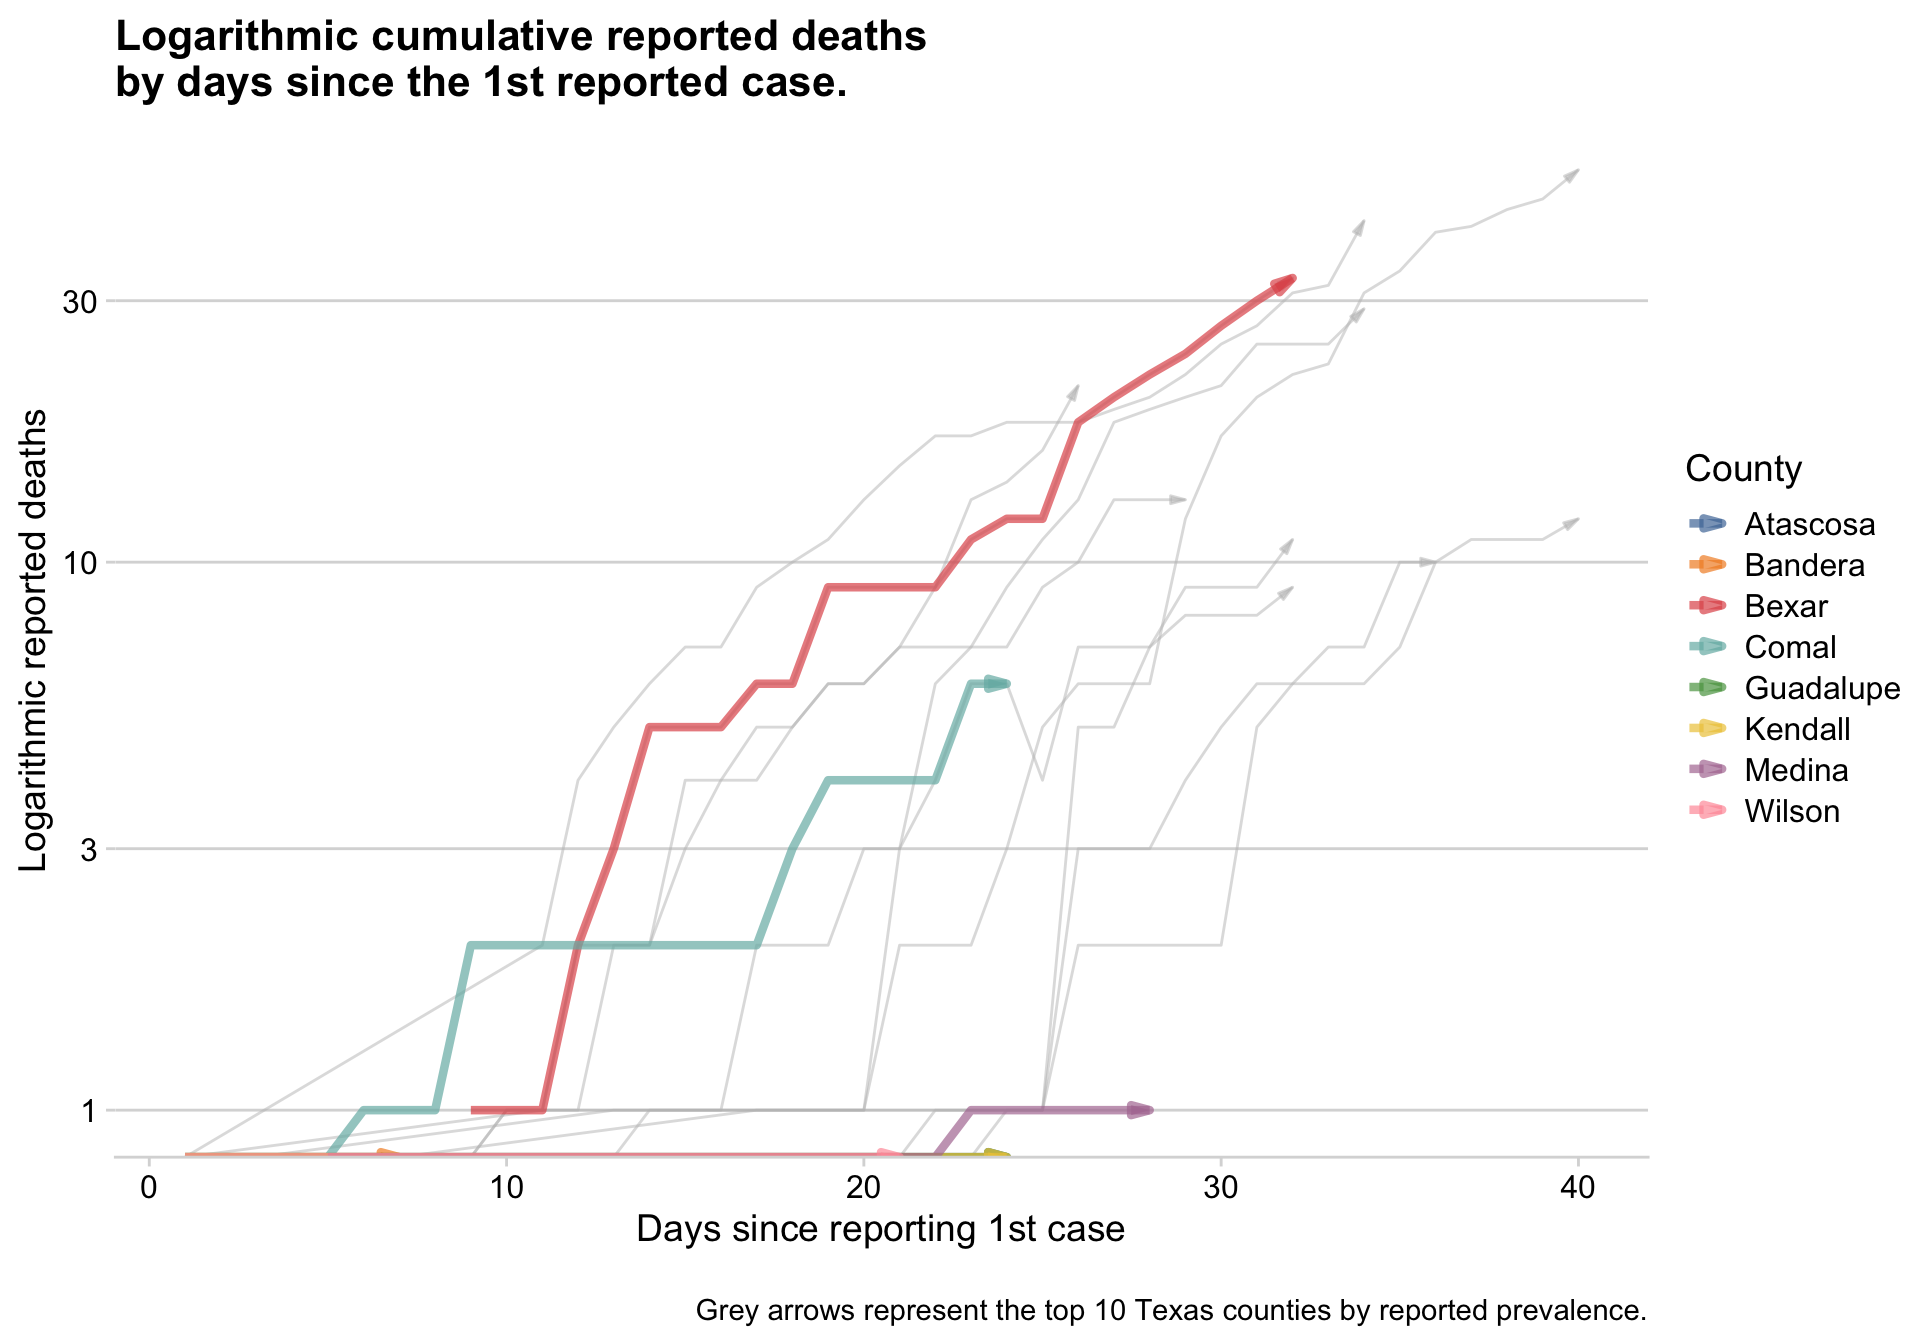 Logarithmic cumulative reported deaths
by days since the 1st reported case.
Logarithmic reported deaths
30
10
3
1
0
10
20
30
40
Days since reporting 1st case
County
Atascosa
Bandera
Bexar
Comal
Guadalupe
Kendall
Medina
Wilson
Grey arrows represent the top 10 Texas counties by reported prevalence.